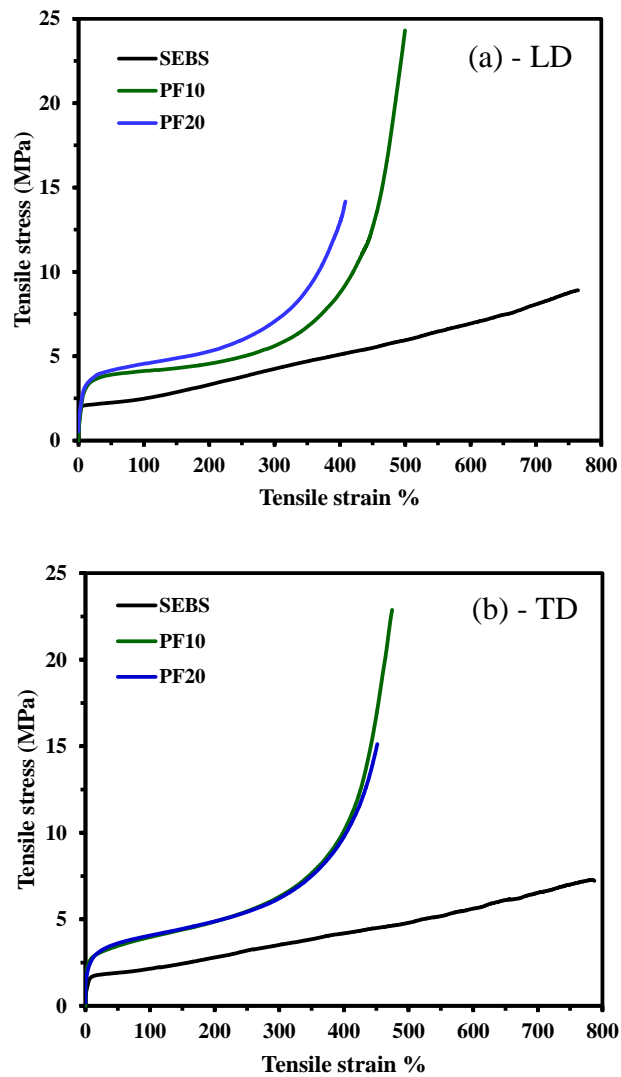 (a) - LD
SEBS
PF10
PF20
Tensile stress (MPa)
25
20
15
10
5
0
0 100 200 300 400 500 600 700 800
Tensile strain %
(b) - TD
SEBS
PF10
PF20
Tensile stress (MPa)
25
20
15
10
5
0
0 100 200 300 400 500 600 700 800
Tensile strain %